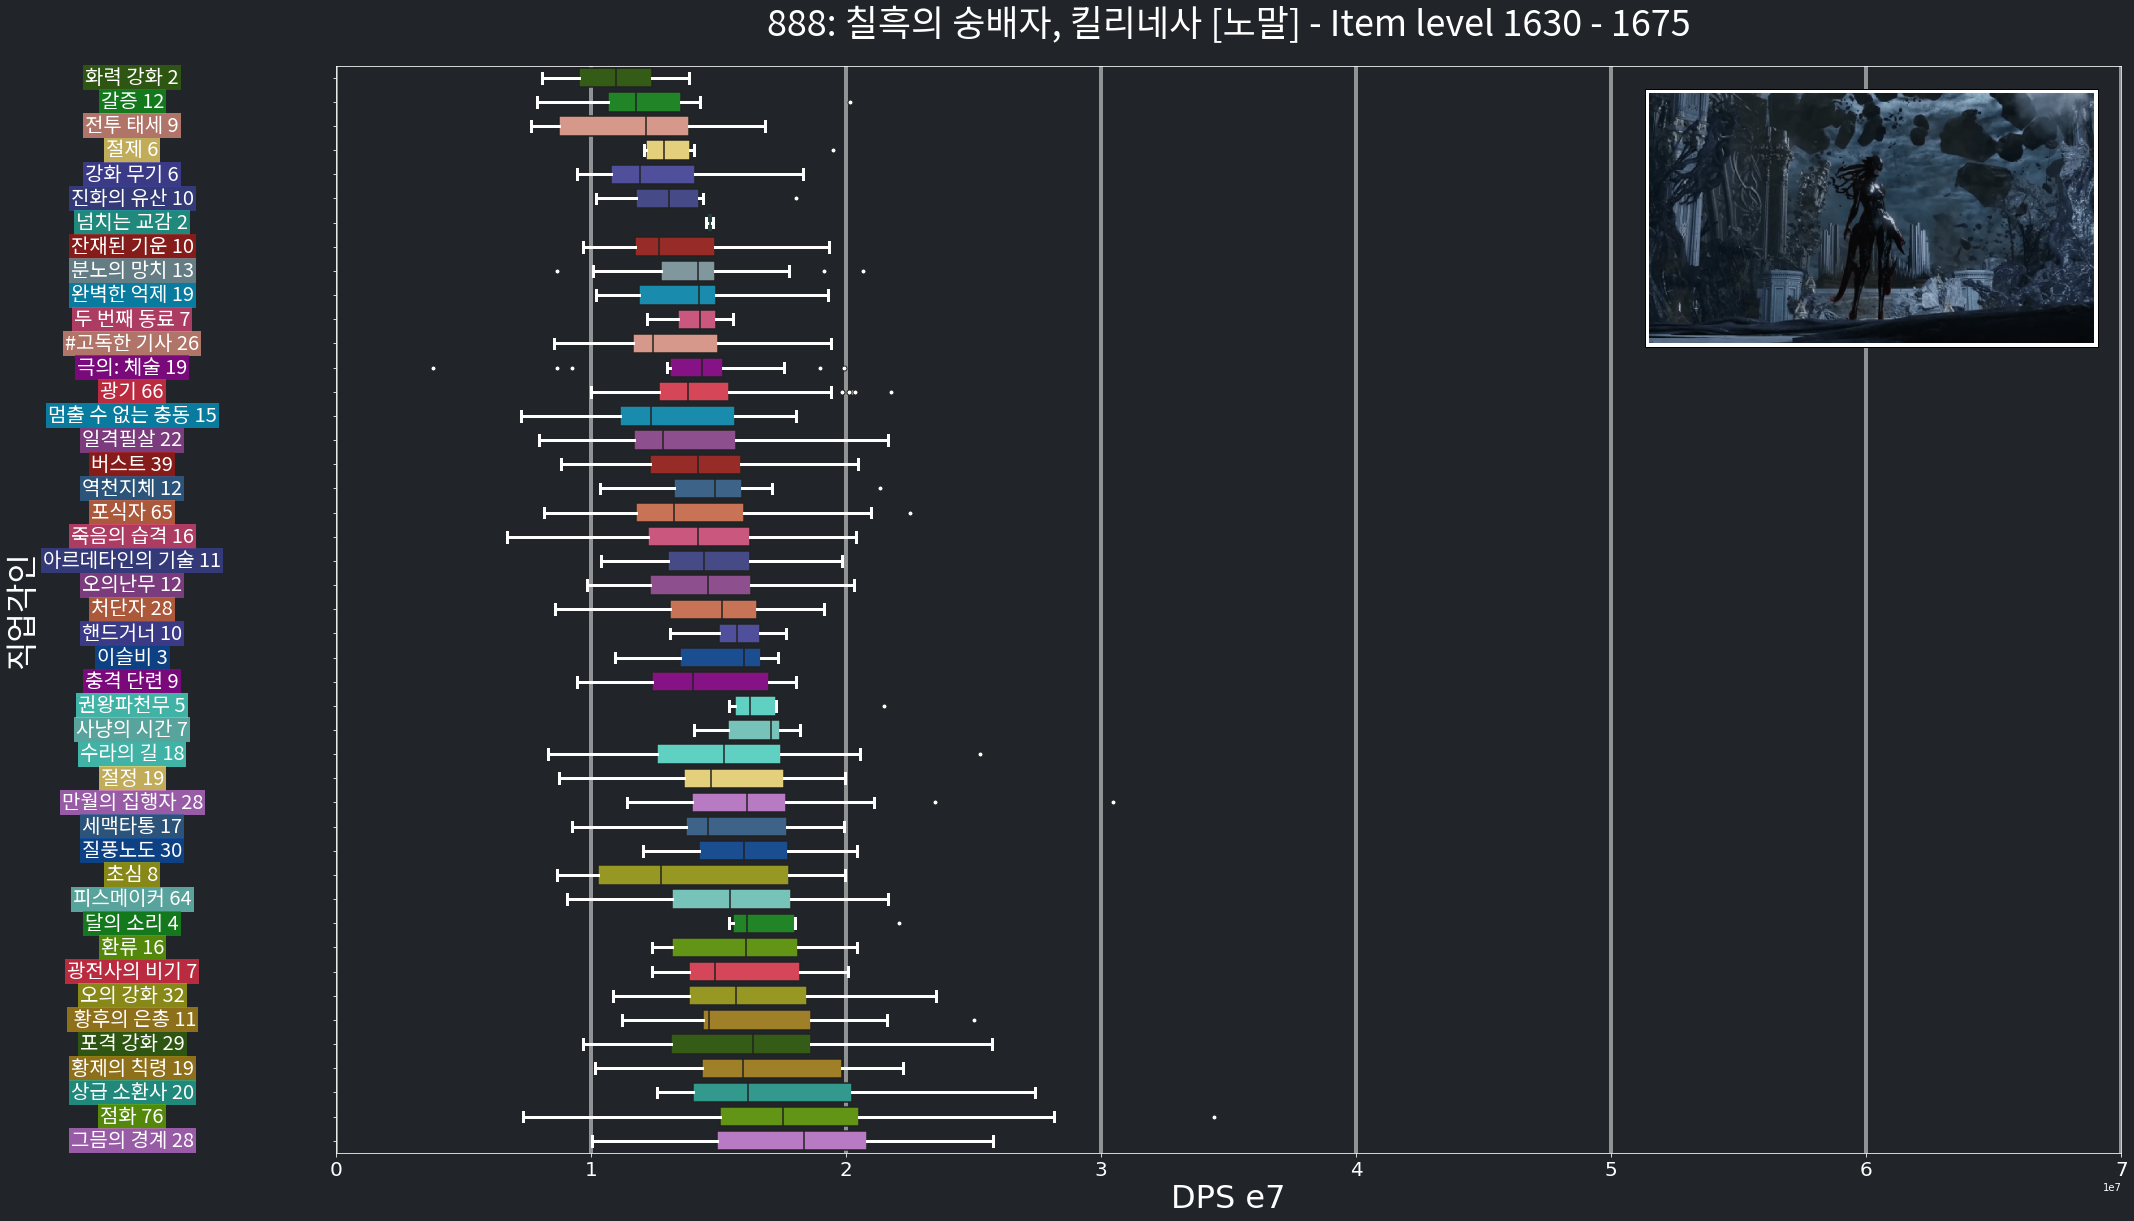 888: 칠흑의 숭배자, 킬리네사 [노말] - Item level 1630 - 1675
직업각인
화력 강화 2
갈증 12
전투 태세 9
절제 6
강화 무기 6
진화의 유산 10
넘치는 교감 2
잔재된 기운 10
분노의 망치 13
완벽한 억제 19
두 번째 동료 7
#고독한 기사 26
극의: 체술 19
광기 66
멈출 수 없는 충동 15
일격필살 22
버스트 39
역천지체 12
포식자 65
죽음의 습격 16
아르데타인의 기술 11
오의난무 12
처단자 28
핸드거너 10
이슬비 3
충격 단련 9
권왕파천무 5
사냥의 시간 7
수라의 길 18
절정 19
만월의 집행자 28
세맥타통 17
질풍노도 30
초심 8
피스메이커 64
달의 소리 4
환류 16
광전사의 비기 7
오의 강화 32
황후의 은총 11
포격 강화 29
황제의 칙령 19
상급 소환사 20
점화 76
그믐의 경계 28
0 1 2 3 4 5 6 7
1e7
DPS e7